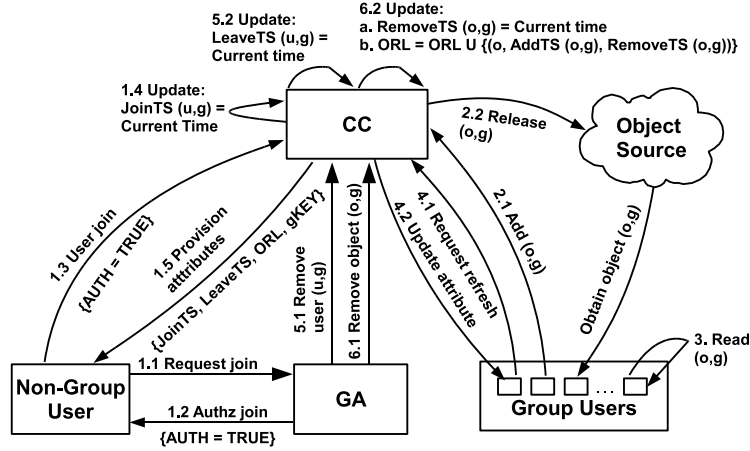 5.2 Update:
LeaveTS (u,g) =
Current time
6.2 Update:
a. RemoveTS (o,g) = Current time
b. ORL = ORL U {(o, AddTS (o,g), RemoveTS (o,g))}
1.4 Update:
JoinTS (u,g) =
Current Time
CC
2.2 Release
(o,g)
Object
Source
1.3 User join
{AUTH = TRUE}
1.5 Provision
atttributes
{JoinTS, LeaveTS, ORL, gKEY}
5.1 Remove
user (u,g)
6.1 Remove object (o,g)
4.2 Update
attribute
4.1 Request
refresh
2.1 Add (o,g)
Obtain object (o,g)
3. Read
(o,g)
Non-Group
User
1.1 Request join
1.2 Authz join
{AUTH = TRUE}
GA
...
Group Users